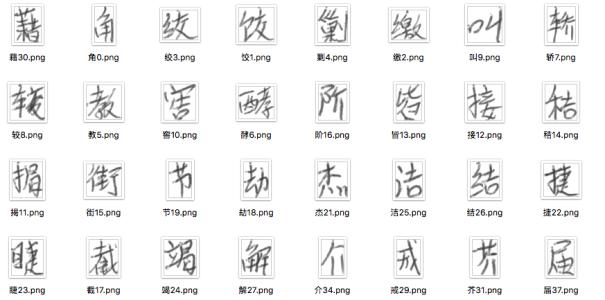 藉 角 绞 饺 剿 缴 叫 轿
藉30.png 角0.png 绞3.png 饺1.png 剿4.png 缴2.png 叫9.png 轿7.png
较 教 窖 酵 阶 皆 接 秸
较8.png 教5.png 窖10.png 酵6.png 阶16.png 皆13.png 接12.png 秸14.png
揭 街 节 劫 杰 洁 结 捷
揭11.png 街15.png 节19.png 劫18.png 杰21.png 洁25.png 结26.png 捷22.png
睫 截 竭 解 介 戒 芥 届
睫23.png 截17.png 竭24.png 解27.png 介34.png 戒29.png 芥31.png 届37.png